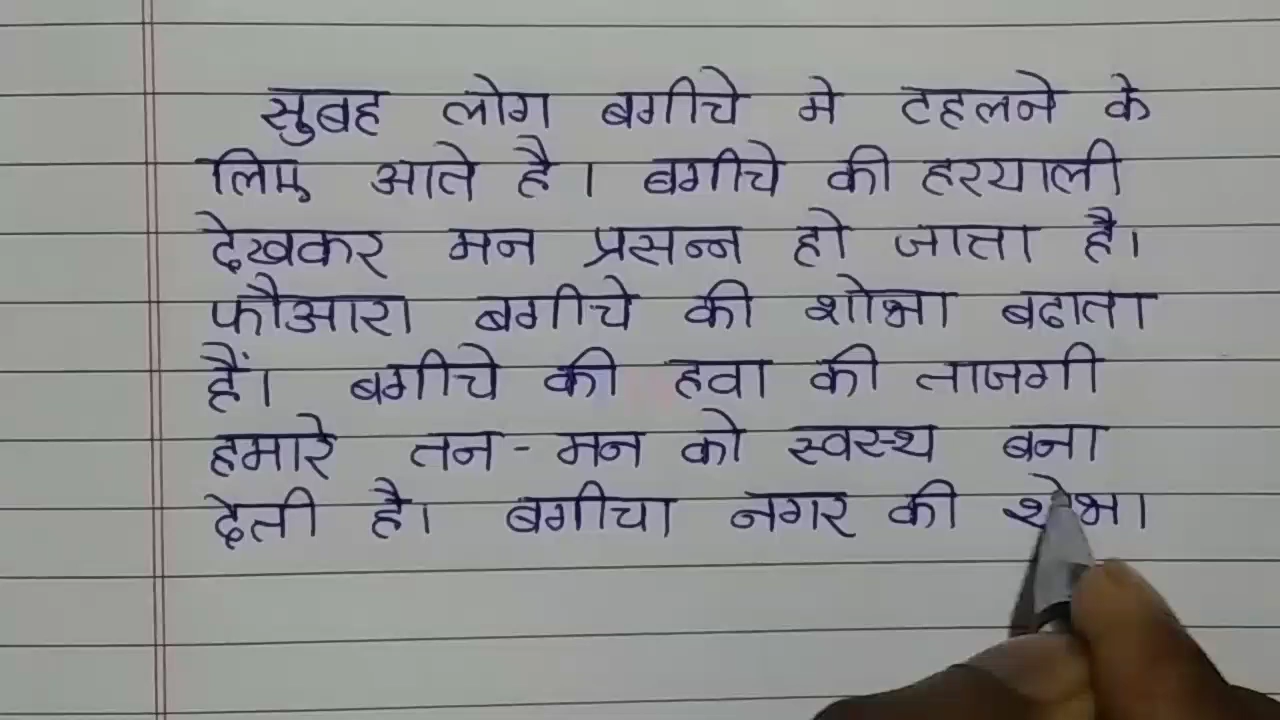 सुबह लोग बगीचे मे टहलने के
लिए आते है। बगीचे की हरयाली
देखकर मन प्रसन्न हो जाता है।
फौआरा बगीचे की शोभा बढाता
हैं। बगीचे की हवा की ताजगी
हमारे तन-मन को स्वस्थ बना
देती है। बगीचा नगर की शोभा